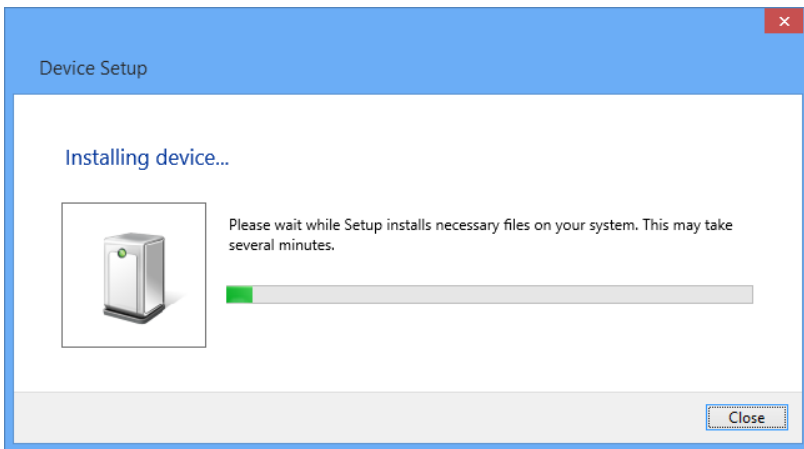 Device Setup
Installing device...
Please wait while Setup installs necessary files on your system. This may take
several minutes.
Close